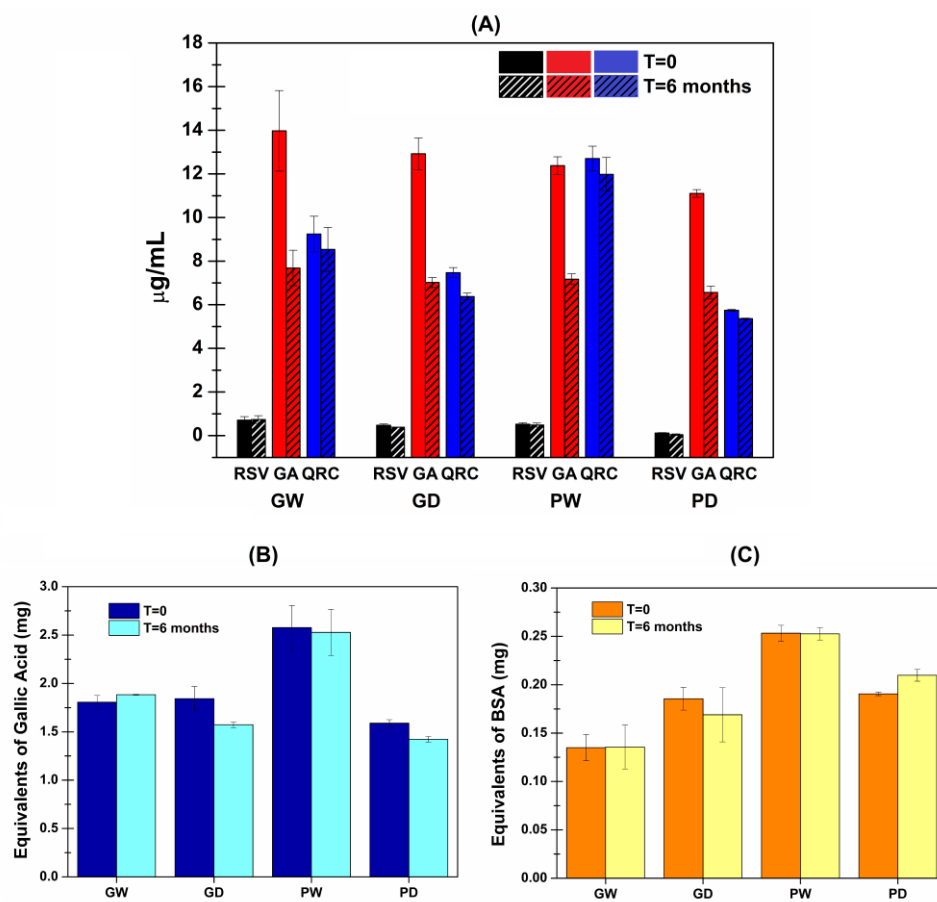 (A)
18
16
14
12
10
8
6
4
2
0
µg/mL
T=0
T=6 months
RSV GA QRC RSV GA QRC RSV GA QRC RSV GA QRC
GW GD PW PD
(B)
3.0
2.5
2.0
1.5
1.0
0.5
0.0
Equivalents of Gallic Acid (mg)
T=0
T=6 months
GW GD PW PD
(C)
0.30
0.25
0.20
0.15
0.10
0.05
0.00
Equivalents of BSA (mg)
T=0
T=6 months
GW GD PW PD